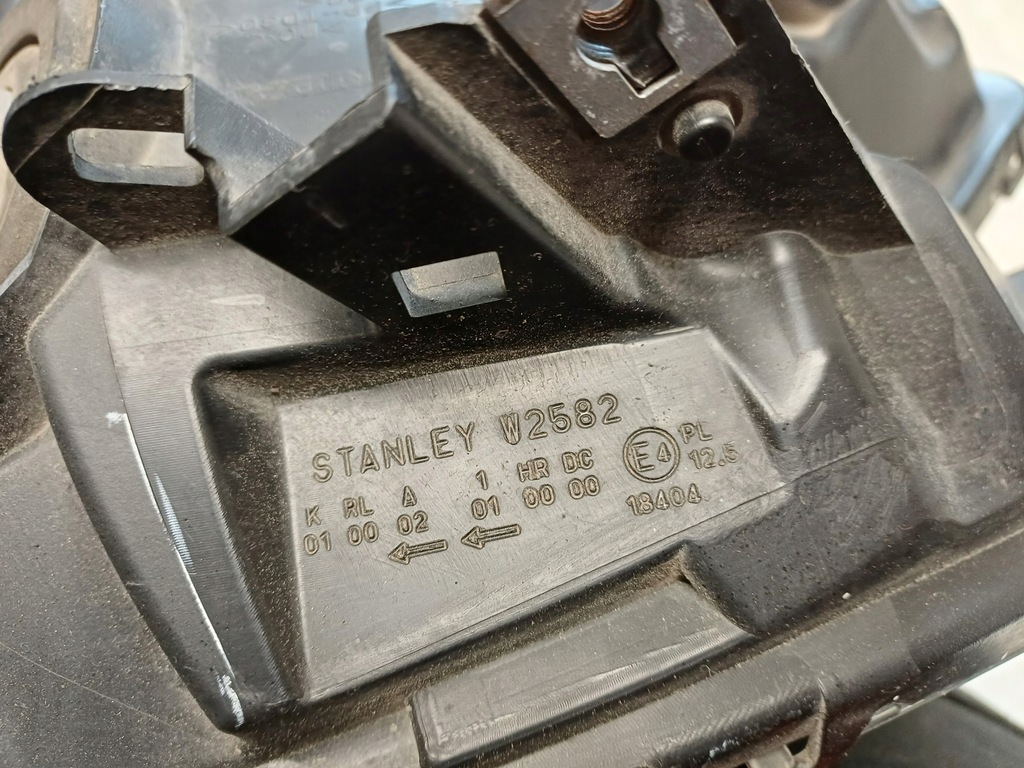 STANLEY W2582
K RL A 1 HR DC E4 PL
01 00 02 01 00 00 12.5
18404